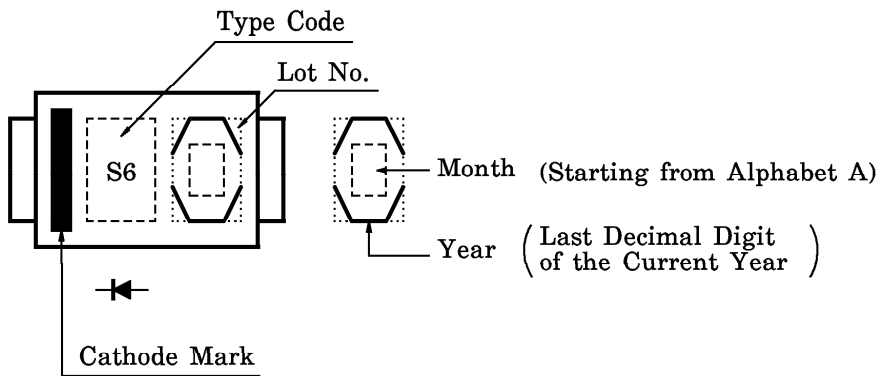 Type Code
Lot No.
S6
Month (Starting from Alphabet A)
Year (Last Decimal Digit
of the Current Year)
Cathode Mark